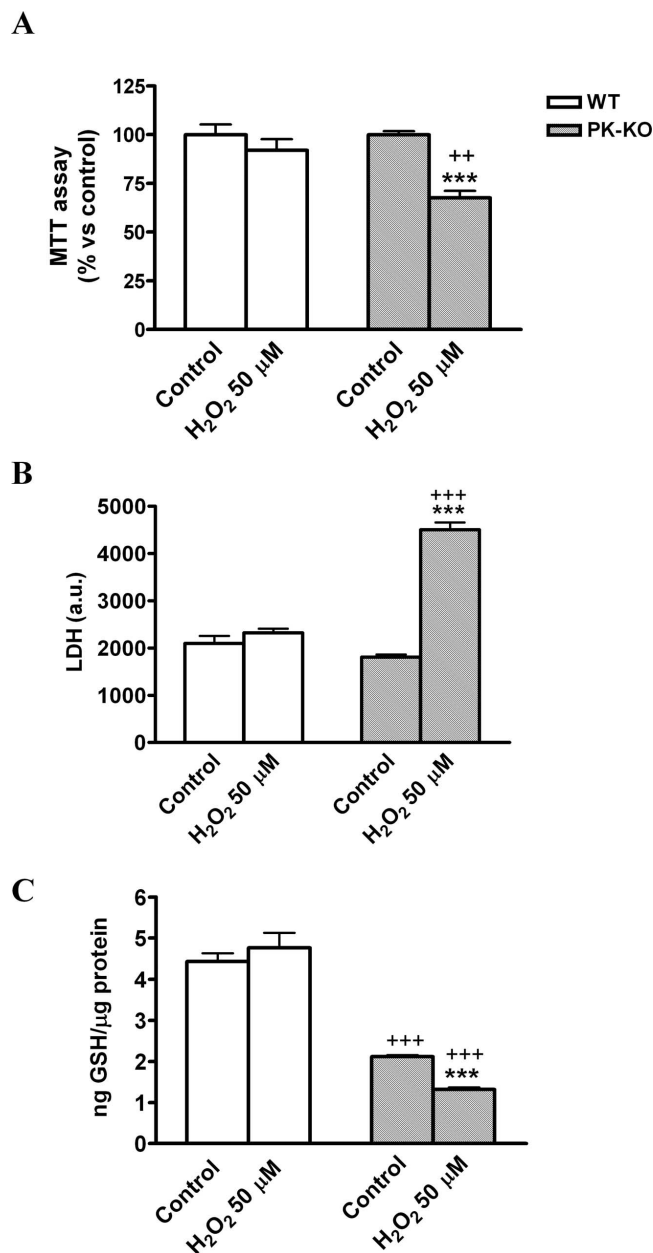 A
125
100
75
50
25
0
MTT assay
(% vs control)
++
***
Control
H₂O₂ 50 μM
Control
H₂O₂ 50 μM
WT
PK-KO
B
5000
4000
3000
2000
1000
0
LDH (a.u.)
+++
***
Control
H₂O₂ 50 μM
Control
H₂O₂ 50 μM
C
6
5
4
3
2
1
0
ng GSH/μg protein
+++
+++
***
Control
H₂O₂ 50 μM
Control
H₂O₂ 50 μM